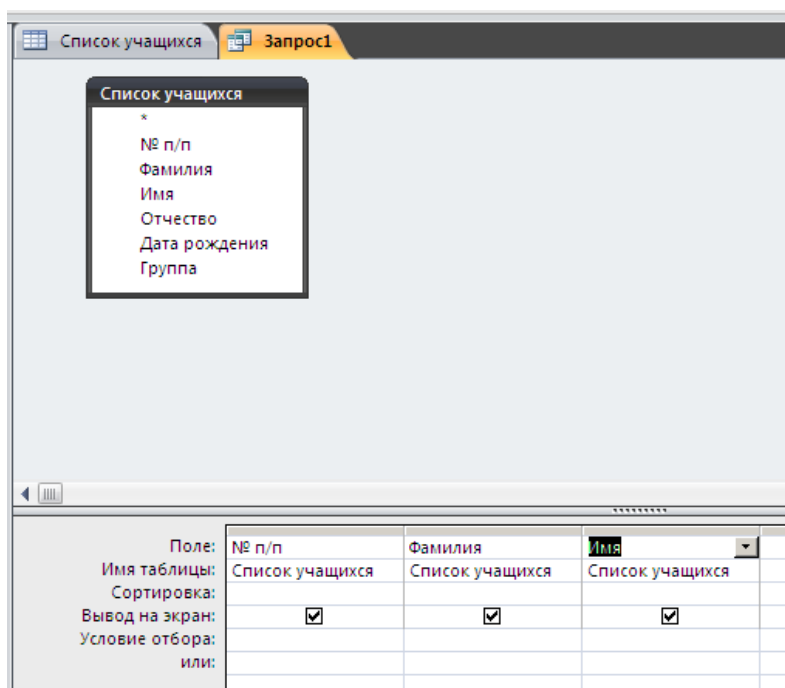 Список учащихся Запрос1
Список учащихся
*
№ п/п
Фамилия
Имя
Отчество
Дата рождения
Группа
Поле: № п/п Фамилия Имя
Имя таблицы: Список учащихся Список учащихся Список учащихся
Сортировка:
Вывод на экран:
Условие отбора:
или: